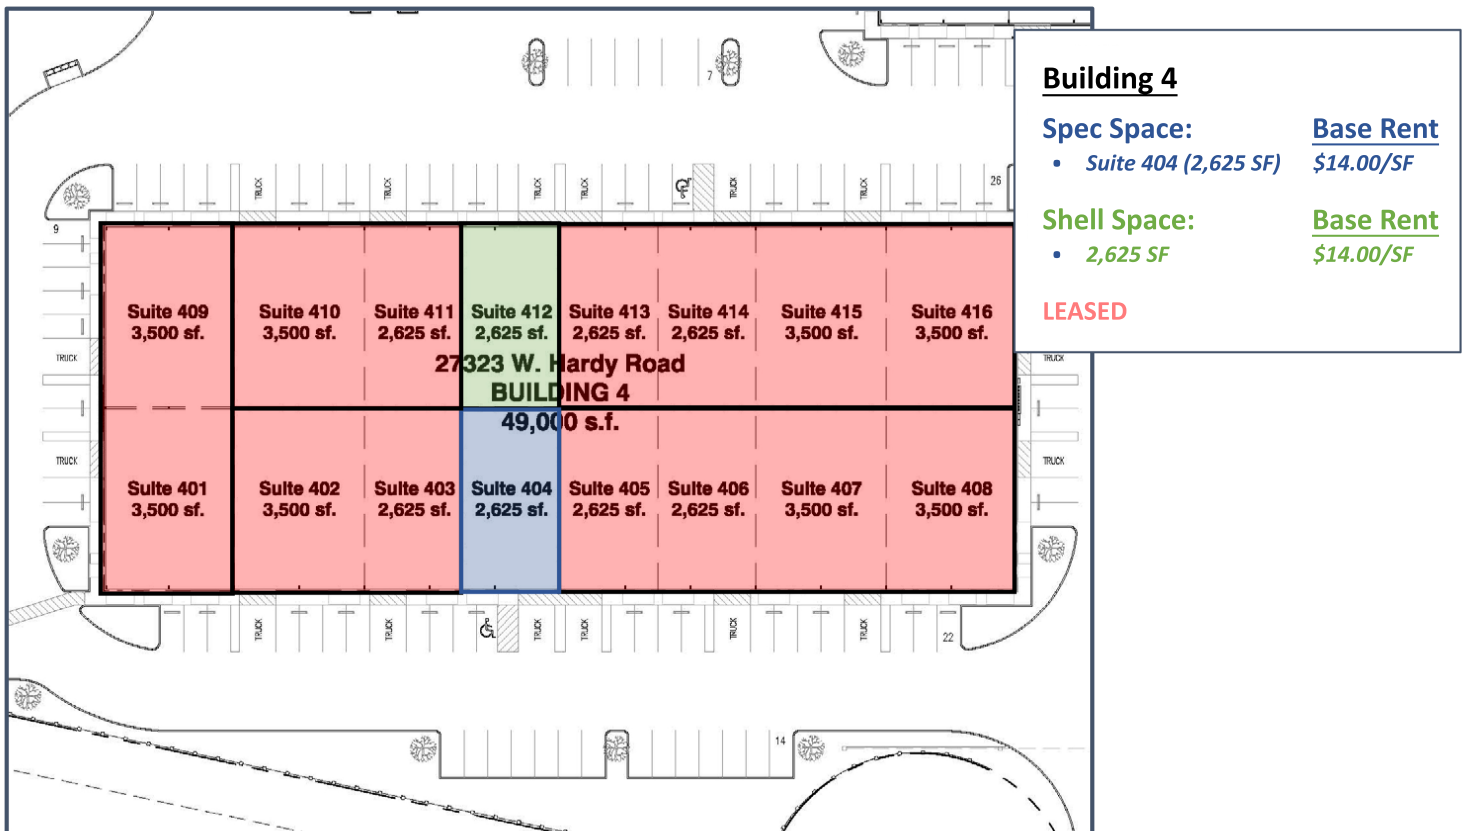 7
Building 4
Spec Space: Base Rent
• Suite 404 (2,625 SF) $14.00/SF
Shell Space: Base Rent
• 2,625 SF $14.00/SF
LEASED
TRUCK TRUCK TRUCK TRUCK TRUCK TRUCK 26
9
Suite 409 Suite 410 Suite 411 Suite 412 Suite 413 Suite 414 Suite 415 Suite 416
3,500 sf. 3,500 sf. 2,625 sf. 2,625 sf. 2,625 sf. 2,625 sf. 3,500 sf. 3,500 sf.
TRUCK TRUCK
27323 W. Hardy Road
BUILDING 4
49,000 s.f.
TRUCK TRUCK
Suite 401 Suite 402 Suite 403 Suite 404 Suite 405 Suite 406 Suite 407 Suite 408
3,500 sf. 3,500 sf. 2,625 sf. 2,625 sf. 2,625 sf. 2,625 sf. 3,500 sf. 3,500 sf.
TRUCK TRUCK TRUCK TRUCK TRUCK TRUCK 22
14